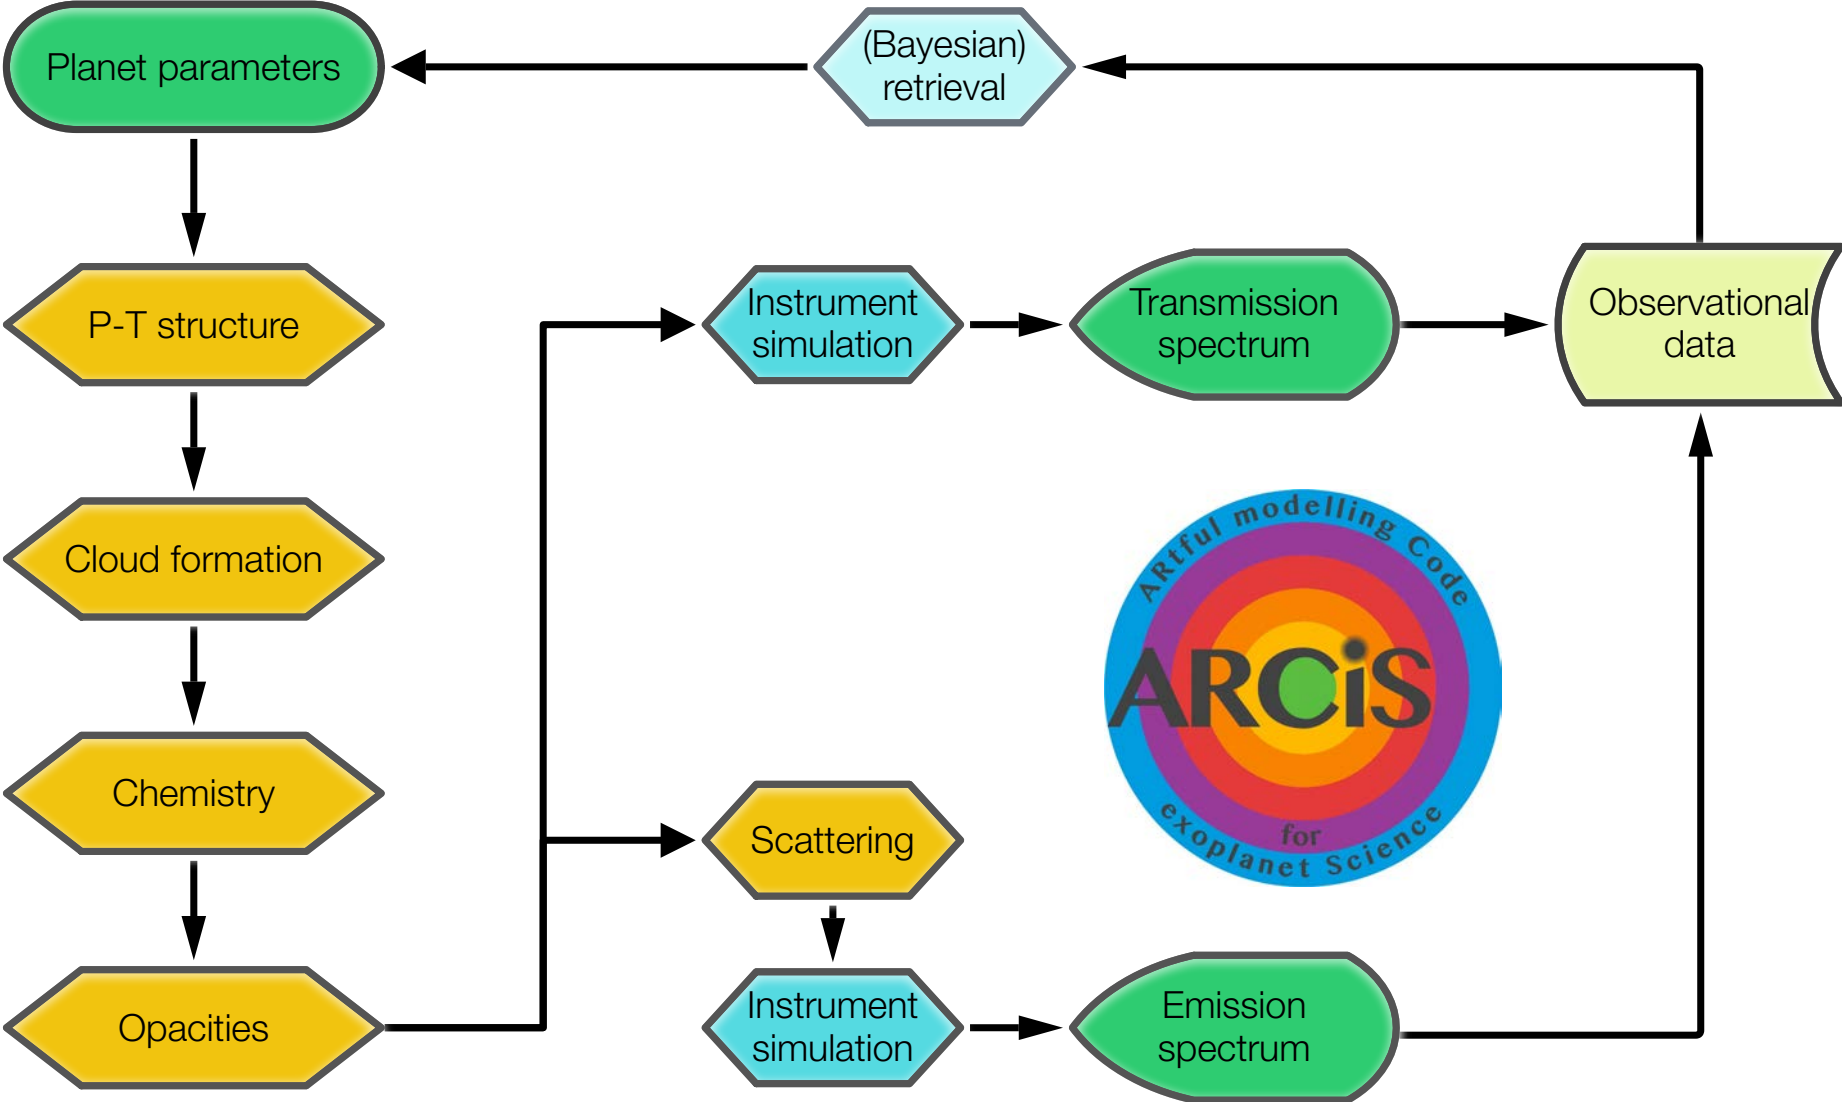 Planet parameters
(Bayesian)
retrieval
P-T structure
Instrument
simulation
Transmission
spectrum
Observational
data
Cloud formation
ARtful modelling Code
ARCiS
for
exoplanet Science
Chemistry
Scattering
Opacities
Instrument
simulation
Emission
spectrum